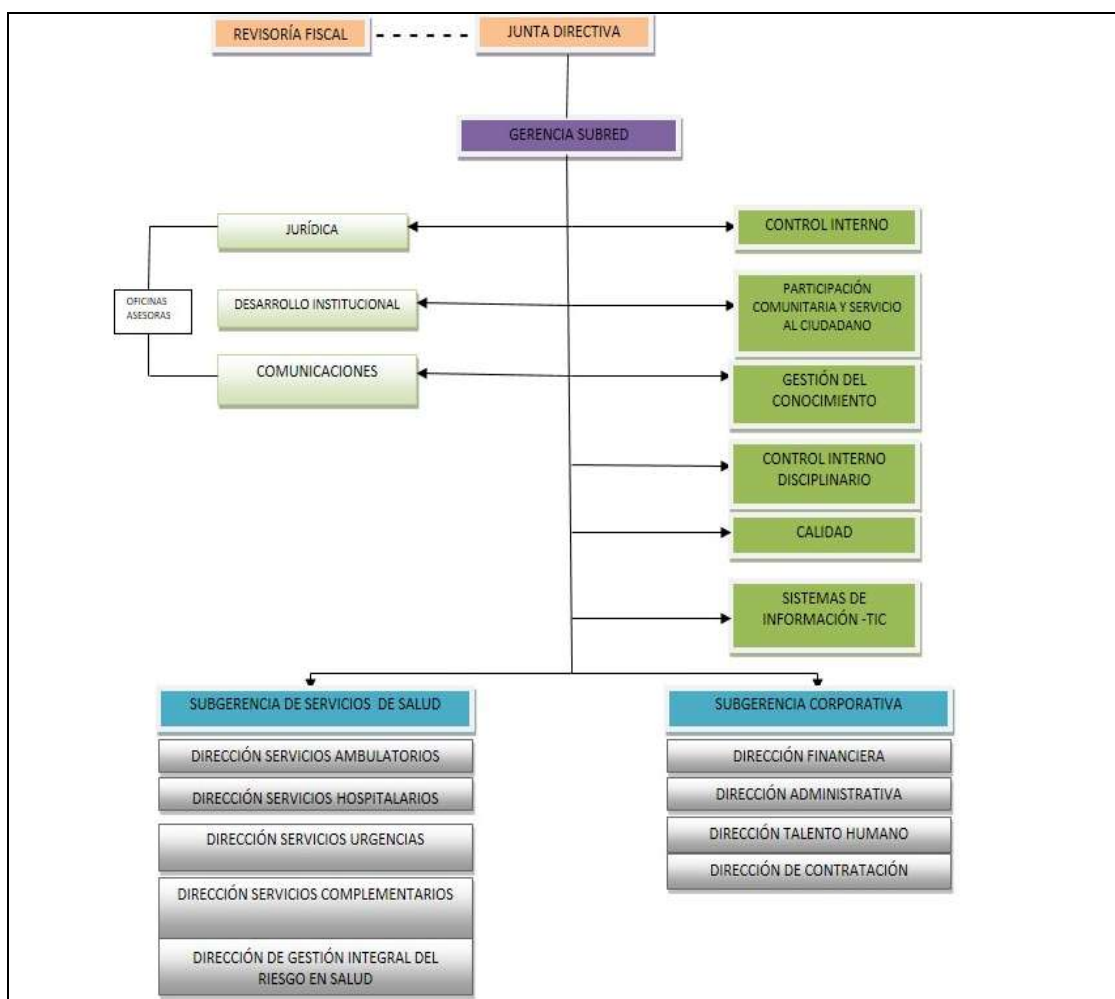 REVISORÍA FISCAL
JUNTA DIRECTIVA
GERENCIA SUBRED
JURÍDICA
CONTROL INTERNO
OFICINAS
ASESORAS
DESARROLLO INSTITUCIONAL
PARTICIPACIÓN
COMUNITARIA Y SERVICIO
AL CIUDADANO
COMUNICACIONES
GESTIÓN DEL
CONOCIMIENTO
CONTROL INTERNO
DISCIPLINARIO
CALIDAD
SISTEMAS DE
INFORMACIÓN -TIC
SUBGERENCIA DE SERVICIOS DE SALUD
DIRECCIÓN SERVICIOS AMBULATORIOS
DIRECCIÓN SERVICIOS HOSPITALARIOS
DIRECCIÓN SERVICIOS URGENCIAS
DIRECCIÓN SERVICIOS COMPLEMENTARIOS
DIRECCIÓN DE GESTIÓN INTEGRAL DEL
RIESGO EN SALUD
SUBGERENCIA CORPORATIVA
DIRECCIÓN FINANCIERA
DIRECCIÓN ADMINISTRATIVA
DIRECCIÓN TALENTO HUMANO
DIRECCIÓN DE CONTRATACIÓN